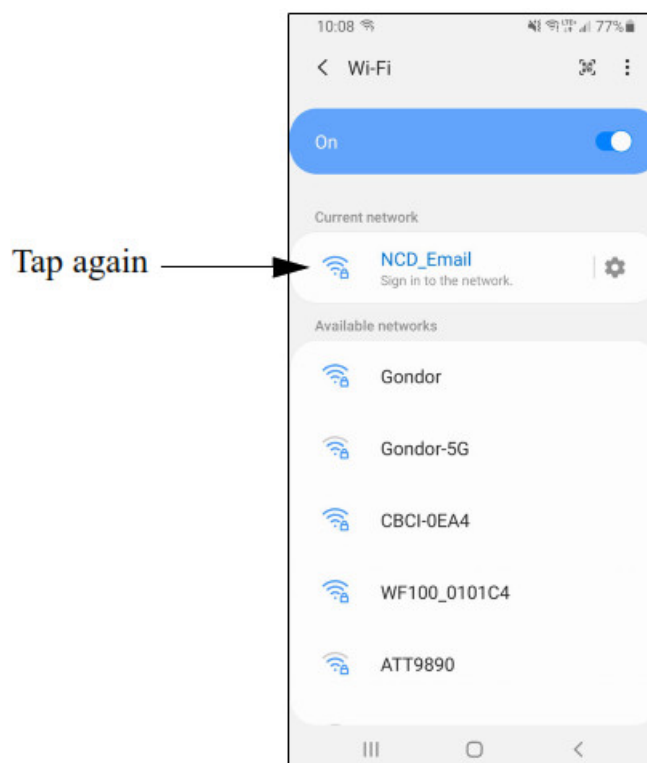 10:08
LTE+ 77%
Wi-Fi
On
Current network
Tap again
NCD_Email
Sign in to the network.
Available networks
Gondor
Gondor-5G
CBCI-0EA4
WF100_0101C4
ATT9890